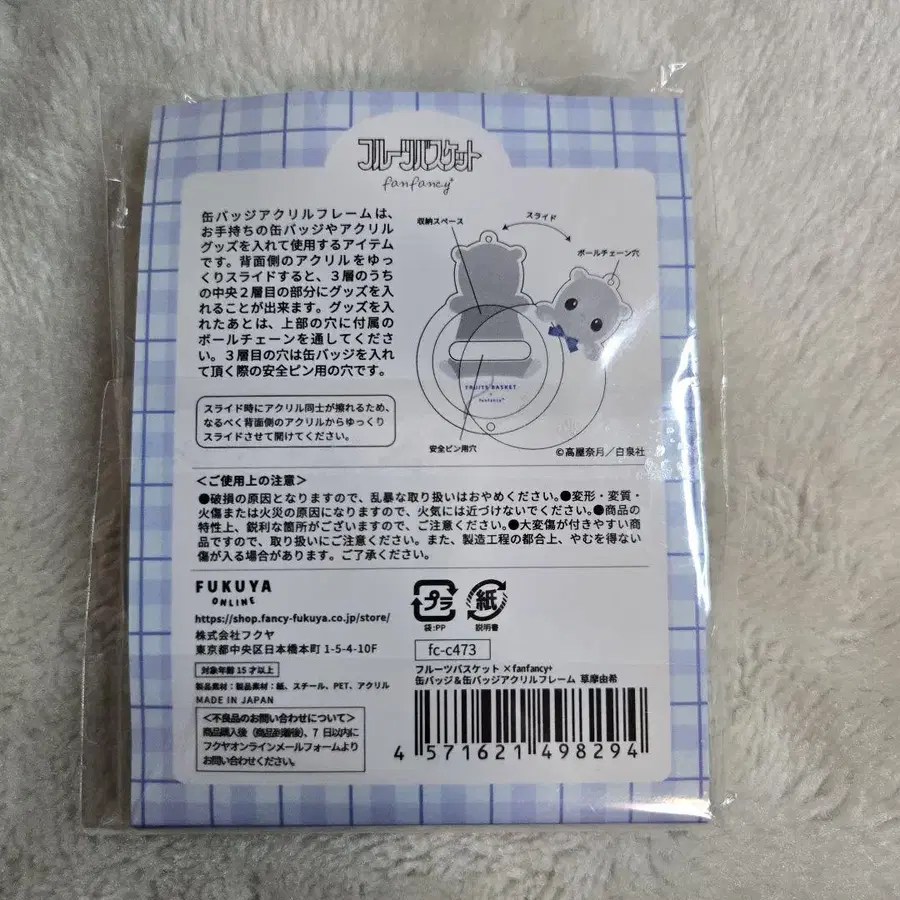 フルーツバスケット
fanfancy+
缶バッジアクリルフレームは、
お手持ちの缶バッジやアクリル
グッズを入れて使用するアイテム
です。背面側のアクリルをゆっ
くりスライドすると、3層のうち
の中央2層目の部分にグッズを入
れることが出来ます。グッズを入
れたあとは、上部の穴に付属の
ボールチェーンを通してくださ
い。3層目の穴は缶バッジを入れ
て頂く際の安全ピン用の穴です。
スライド時にアクリル同士が擦れるため、
なるべく背面側のアクリルからゆっくり
スライドさせて開けてください。
収納スペース
スライド
ボールチェーン穴
FRUITS BASKET
×
fanfancy+
安全ピン用穴
©高屋奈月/白泉社
<ご使用上の注意>
●破損の原因となりますので、乱暴な取り扱いはおやめください。●変形・変質・
火傷または火災の原因になりますので、火気には近づけないでください。●商品の
特性上、鋭利な箇所がございますので、ご注意ください。●大変傷が付きやすい商
品ですので、取り扱いにご注意ください。また、製造工程の都合上、やむを得ない
傷が入る場合があります。ご了承ください。
FUKUYA
ONLINE
https://shop.fancy-fukuya.co.jp/store/
株式会社フクヤ
東京都中央区日本橋本町 1-5-4-10F
対象年齢 15才以上
製品素材:製品素材:紙、スチール、PET、アクリル
MADE IN JAPAN
<不良品のお問い合わせについて>
商品購入後(商品到着後)、7日以内に
フクヤオンラインメールフォームより
お問い合わせください。
プラ
袋:PP
紙
説明書
fc-c473
フルーツバスケット ×fanfancy+
缶バッジ&缶バッジアクリルフレーム 草摩由希
4 571621 498294